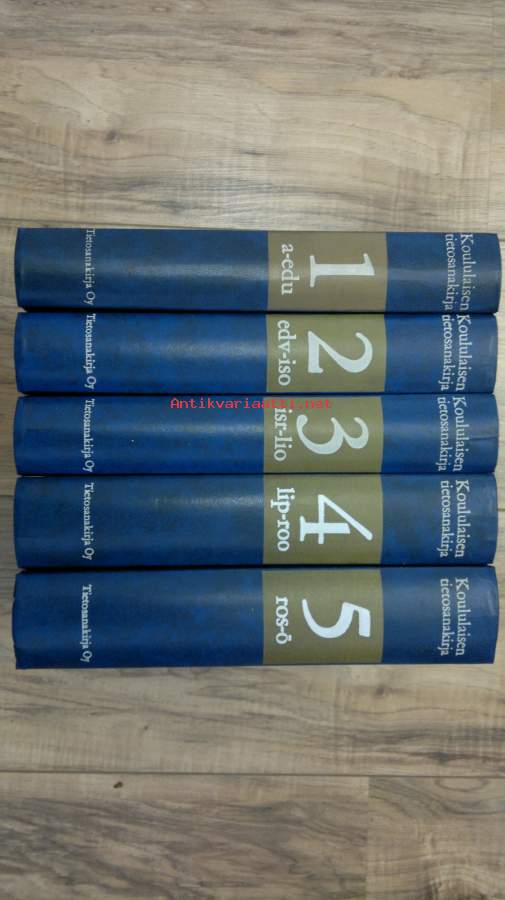 Koululaisen
tietosanakirja
1
a-edu
Tietosanakirja Oy
Koululaisen
tietosanakirja
2
edv-iso
Tietosanakirja Oy
Koululaisen
tietosanakirja
3
isr-lio
Tietosanakirja Oy
Koululaisen
tietosanakirja
4
lip-roo
Tietosanakirja Oy
Koululaisen
tietosanakirja
5
ros-ö
Tietosanakirja Oy
Antikvariaatti.net